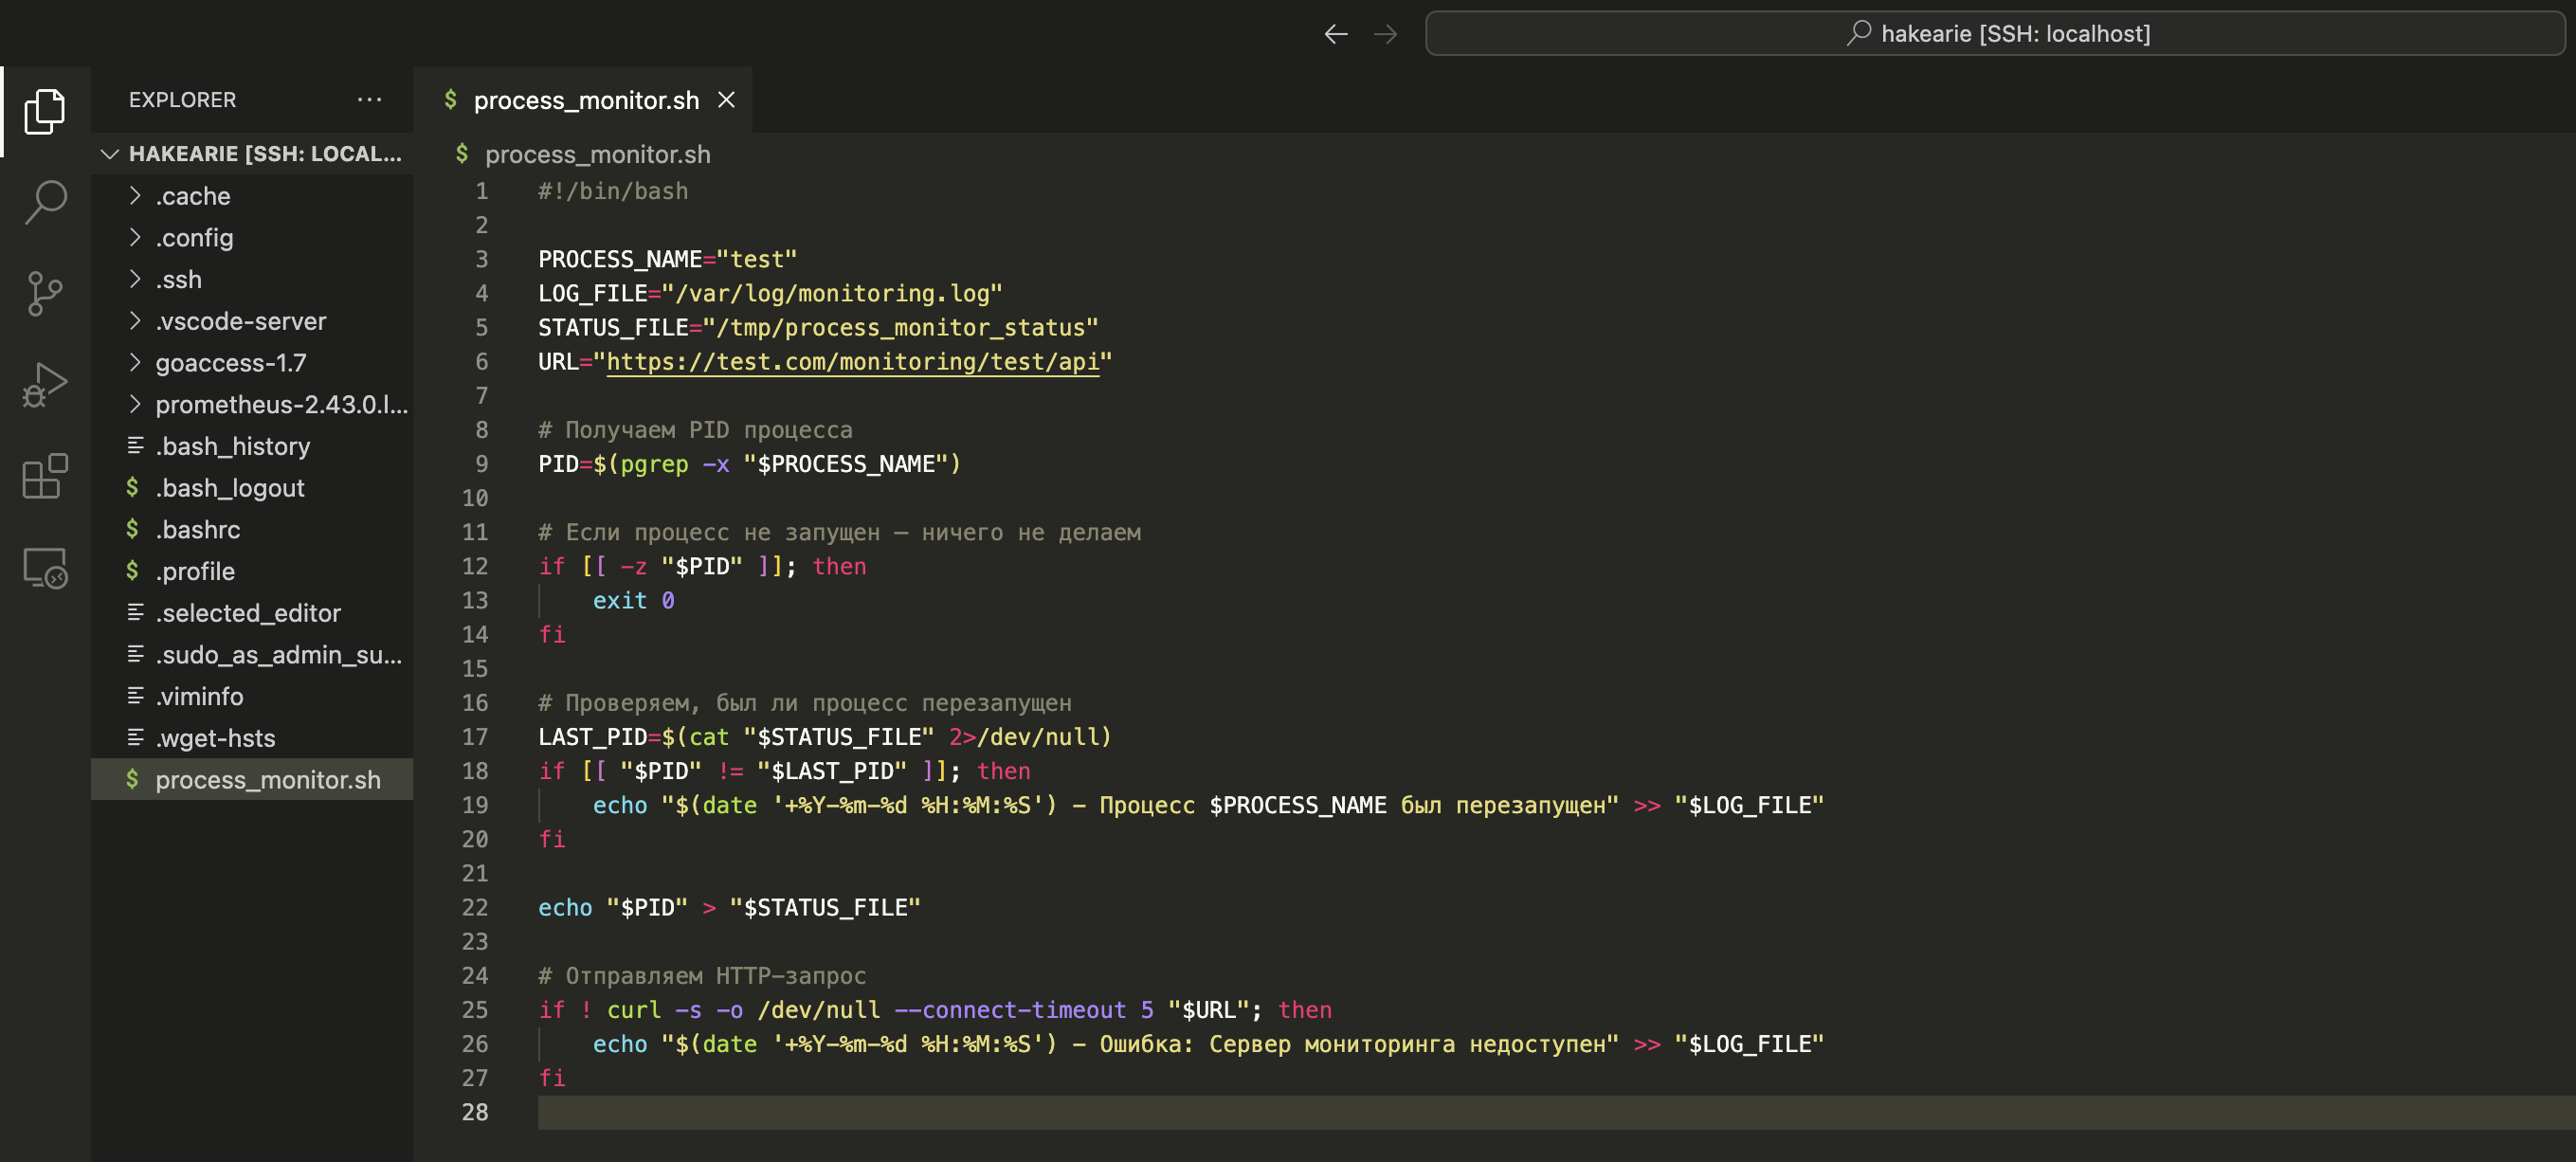 hakearie [SSH: localhost]
EXPLORER
HAKEARIE [SSH: LOCAL...
.cache
.config
.ssh
.vscode-server
goaccess-1.7
prometheus-2.43.0.l...
.bash_history
$ .bash_logout
$ .bashrc
$ .profile
.selected_editor
.sudo_as_admin_su...
.viminfo
.wget-hsts
$ process_monitor.sh
$ process_monitor.sh
$ process_monitor.sh
1 #!/bin/bash
2
3 PROCESS_NAME="test"
4 LOG_FILE="/var/log/monitoring.log"
5 STATUS_FILE="/tmp/process_monitor_status"
6 URL="https://test.com/monitoring/test/api"
7
8 # Получаем PID процесса
9 PID=$(pgrep -x "$PROCESS_NAME")
10
11 # Если процесс не запущен — ничего не делаем
12 if [[ -z "$PID" ]]; then
13     exit 0
14 fi
15
16 # Проверяем, был ли процесс перезапущен
17 LAST_PID=$(cat "$STATUS_FILE" 2>/dev/null)
18 if [[ "$PID" != "$LAST_PID" ]]; then
19     echo "$(date '+%Y-%m-%d %H:%M:%S') - Процесс $PROCESS_NAME был перезапущен" >> "$LOG_FILE"
20 fi
21
22 echo "$PID" > "$STATUS_FILE"
23
24 # Отправляем HTTP-запрос
25 if ! curl -s -o /dev/null --connect-timeout 5 "$URL"; then
26     echo "$(date '+%Y-%m-%d %H:%M:%S') - Ошибка: Сервер мониторинга недоступен" >> "$LOG_FILE"
27 fi
28